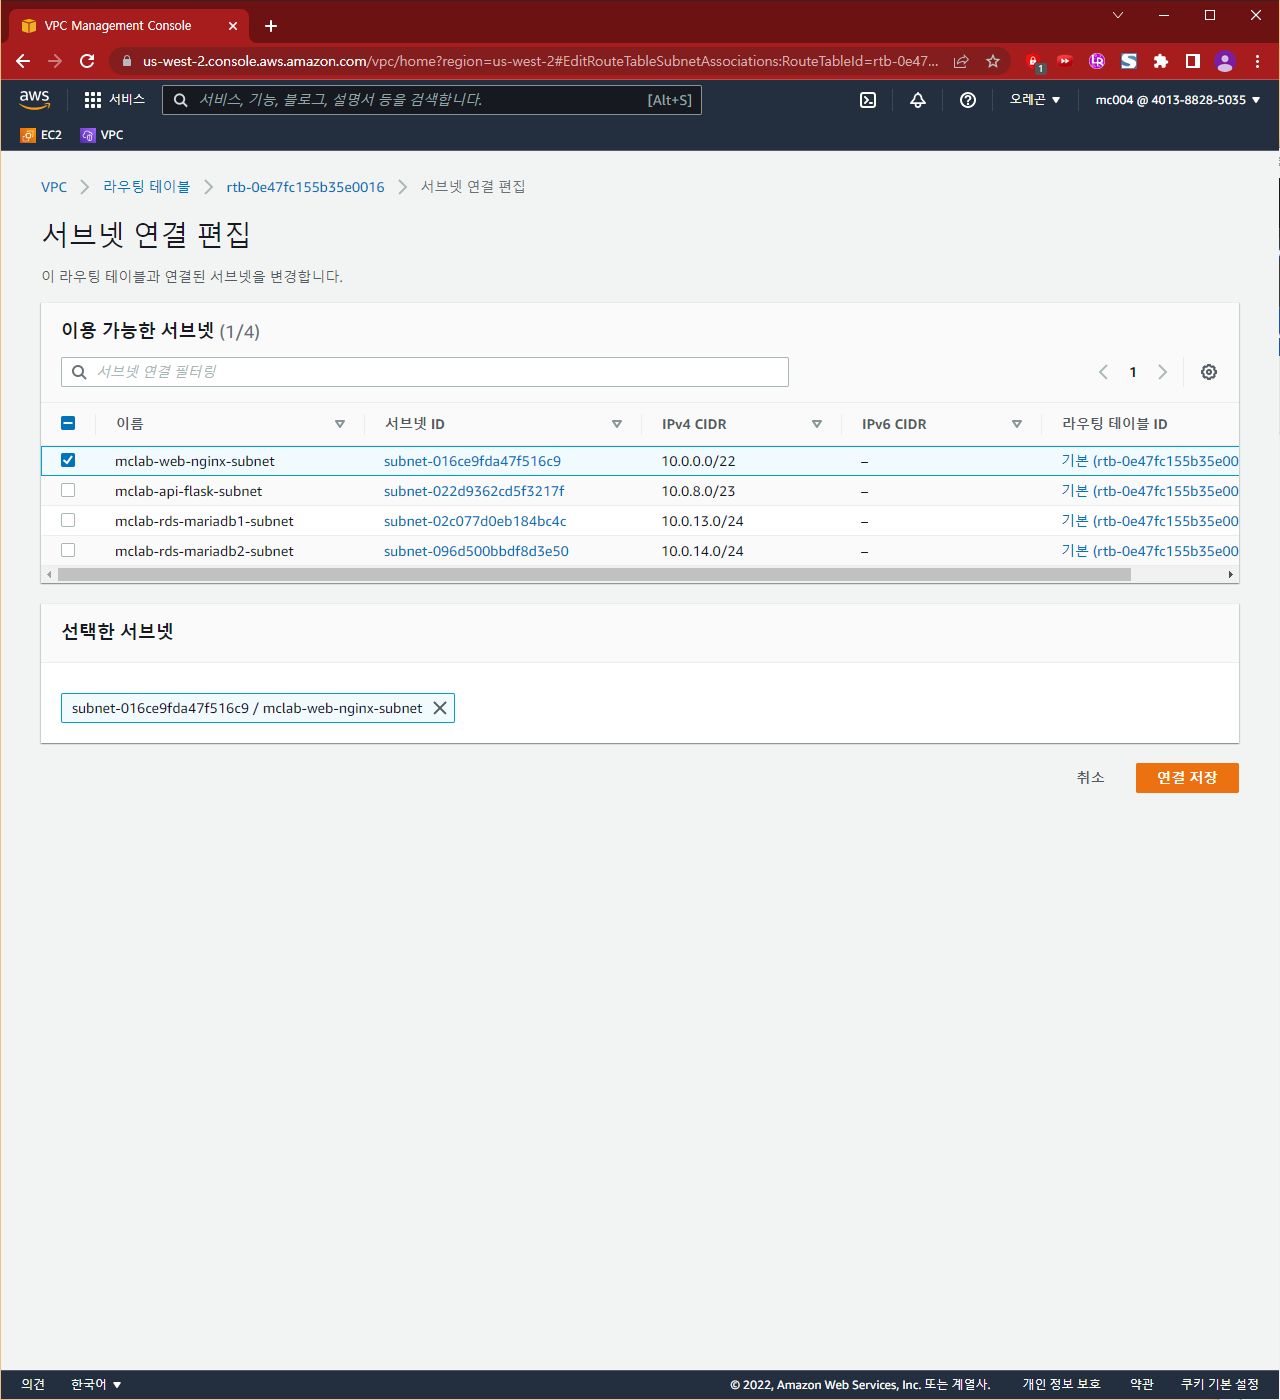 VPC Management Console
us-west-2.console.aws.amazon.com/vpc/home?region=us-west-2#EditRouteTableSubnetAssociations:RouteTableId=rtb-0e47...
1
aws 서비스 서비스, 기능, 블로그, 설명서 등을 검색합니다. [Alt+S] 오레곤 ▼ mc004 @ 4013-8828-5035 ▼
EC2 VPC
VPC 라우팅 테이블 rtb-0e47fc155b35e0016 서브넷 연결 편집
서브넷 연결 편집
이 라우팅 테이블과 연결된 서브넷을 변경합니다.
이용 가능한 서브넷 (1/4)
서브넷 연결 필터링 1
이름 서브넷 ID IPv4 CIDR IPv6 CIDR 라우팅 테이블 ID
mclab-web-nginx-subnet subnet-016ce9fda47f516c9 10.0.0.0/22 – 기본 (rtb-0e47fc155b35e00
mclab-api-flask-subnet subnet-022d9362cd5f3217f 10.0.8.0/23 – 기본 (rtb-0e47fc155b35e00
mclab-rds-mariadb1-subnet subnet-02c077d0eb184bc4c 10.0.13.0/24 – 기본 (rtb-0e47fc155b35e00
mclab-rds-mariadb2-subnet subnet-096d500bbdf8d3e50 10.0.14.0/24 – 기본 (rtb-0e47fc155b35e00
선택한 서브넷
subnet-016ce9fda47f516c9 / mclab-web-nginx-subnet
취소 연결 저장
의견 한국어 ▼ © 2022, Amazon Web Services, Inc. 또는 계열사. 개인 정보 보호 약관 쿠키 기본 설정